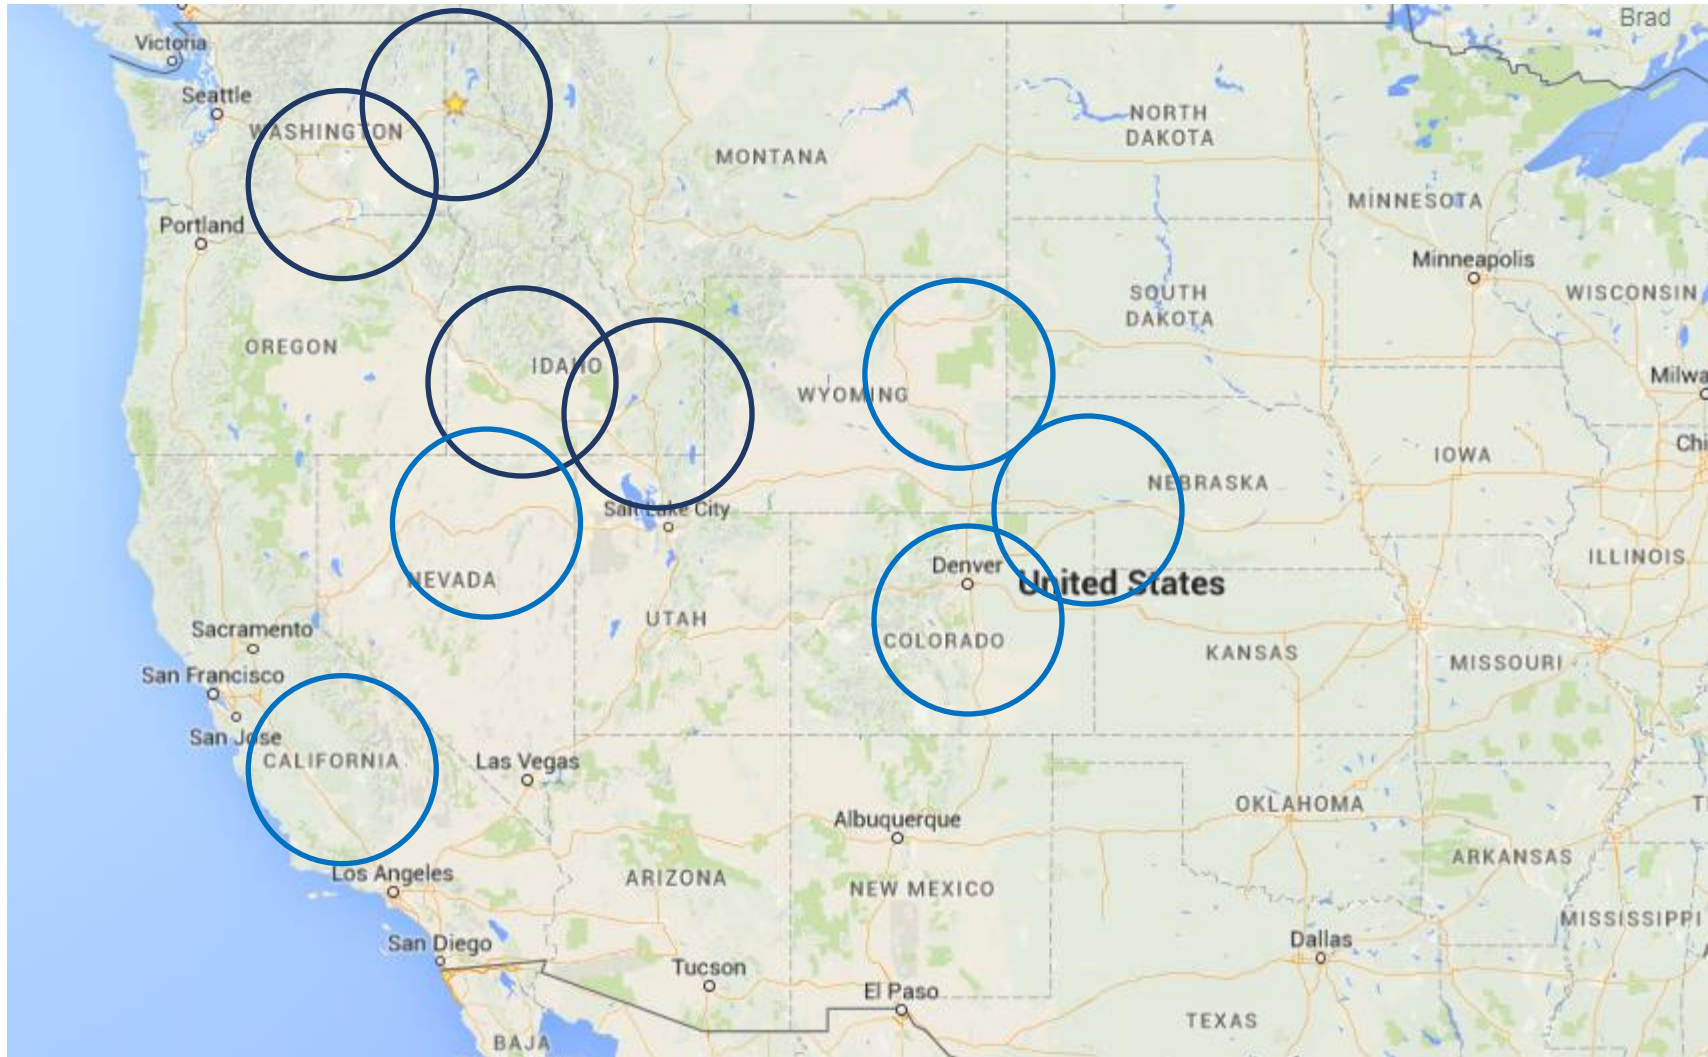 Brad
Victoria
Seattle
WASHINGTON
NORTH
DAKOTA
MONTANA
MINNESOTA
Portland
Minneapolis
SOUTH
DAKOTA
WISCONSIN
OREGON
IDAHO
WYOMING
Milwa
Chi
IOWA
NEBRASKA
Salt Lake City
Denver
ILLINOIS
NEVADA
United States
UTAH
Sacramento
COLORADO
KANSAS
MISSOURI
San Francisco
San Jose
CALIFORNIA
Las Vegas
OKLAHOMA
Albuquerque
ARKANSAS
Los Angeles
ARIZONA
NEW MEXICO
MISSISSIPPI
San Diego
Dallas
Tucson
El Paso
TEXAS
BAJA